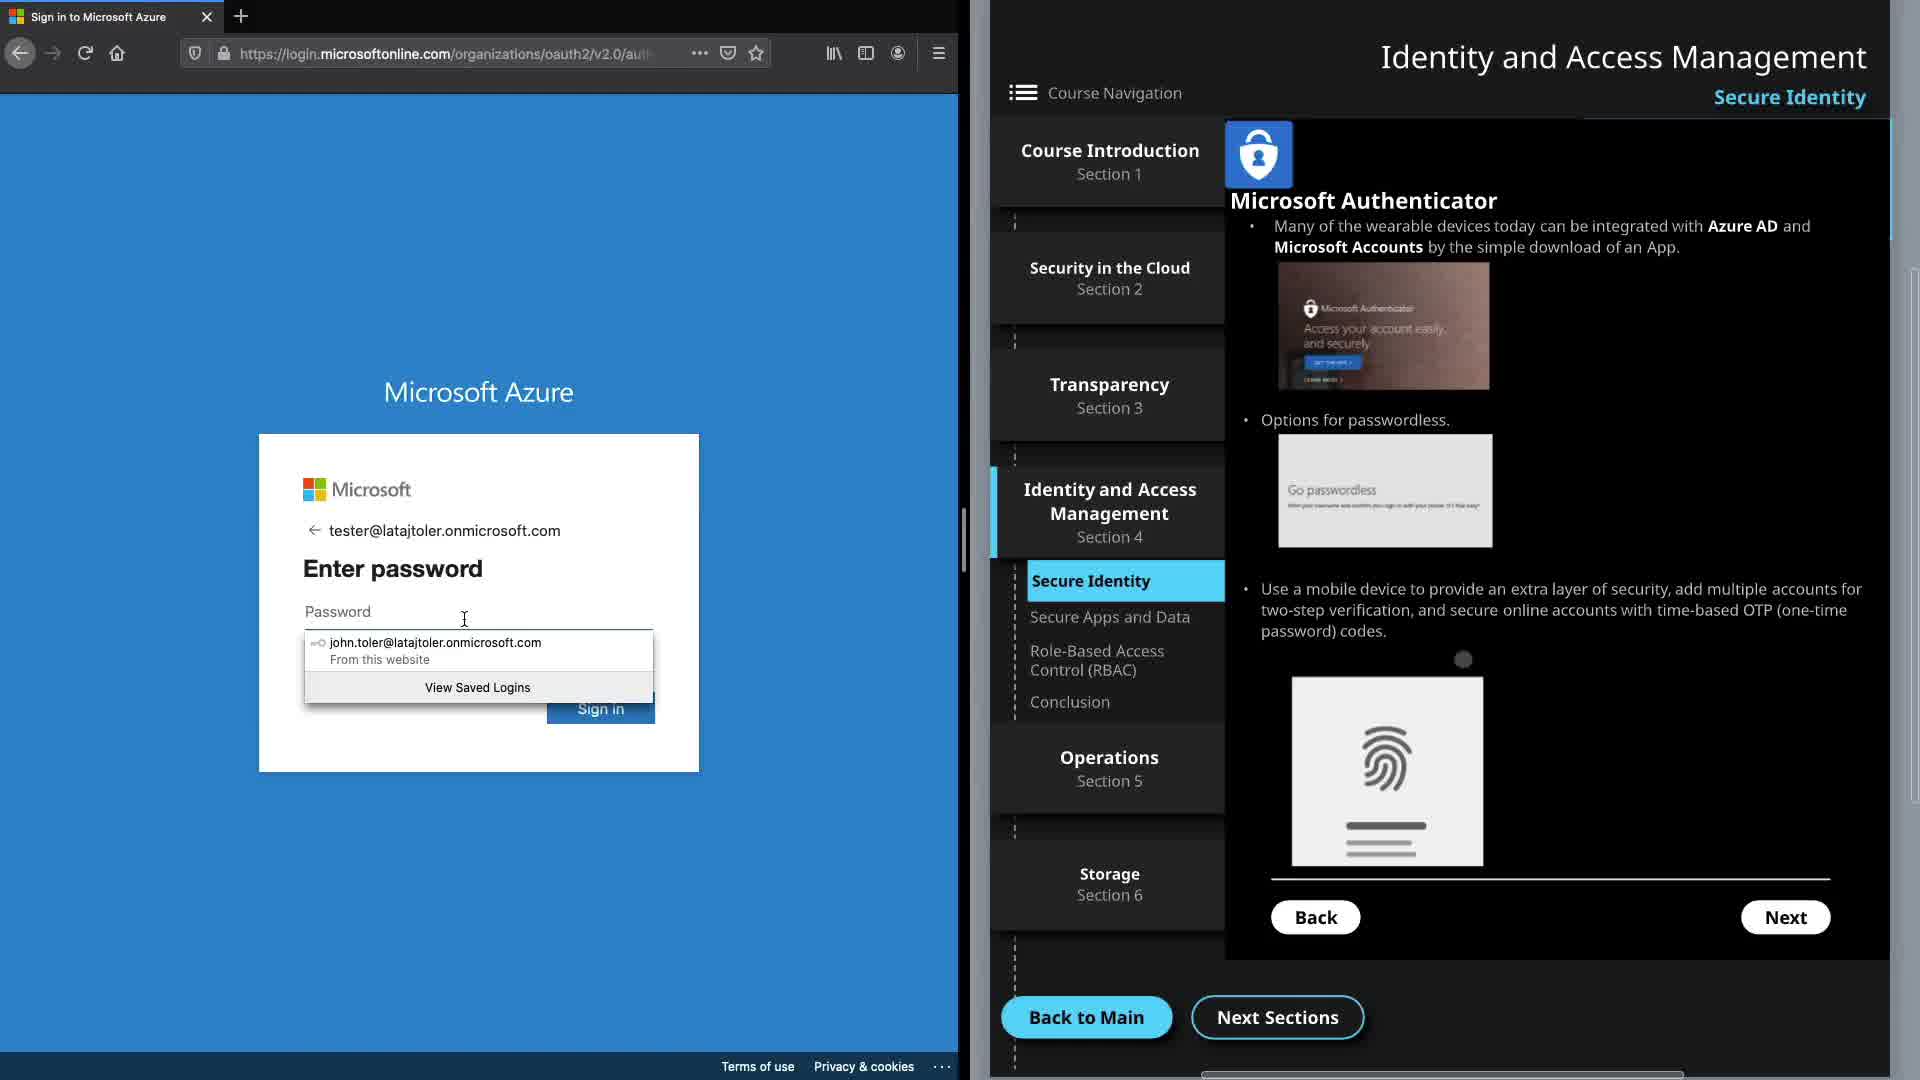 Sign in to Microsoft Azure
https://login.microsoftonline.com/organizations/oauth2/v2.0/auth
Microsoft Azure
Microsoft
tester@latajtoler.onmicrosoft.com
Enter password
Password
john.toler@latajtoler.onmicrosoft.com
From this website
View Saved Logins
Sign in
Terms of use
Privacy & cookies
Identity and Access Management
Secure Identity
Course Navigation
Course Introduction
Section 1
Security in the Cloud
Section 2
Transparency
Section 3
Identity and Access
Management
Section 4
Secure Identity
Secure Apps and Data
Role-Based Access
Control (RBAC)
Conclusion
Operations
Section 5
Storage
Section 6
Microsoft Authenticator
• Many of the wearable devices today can be integrated with Azure AD and
Microsoft Accounts by the simple download of an App.
Microsoft Authenticator
Access your account easily,
and securely
GET THE APP >
LEARN MORE >
• Options for passwordless.
Go passwordless
• Use a mobile device to provide an extra layer of security, add multiple accounts for
two-step verification, and secure online accounts with time-based OTP (one-time
password) codes.
Back
Next
Back to Main
Next Sections